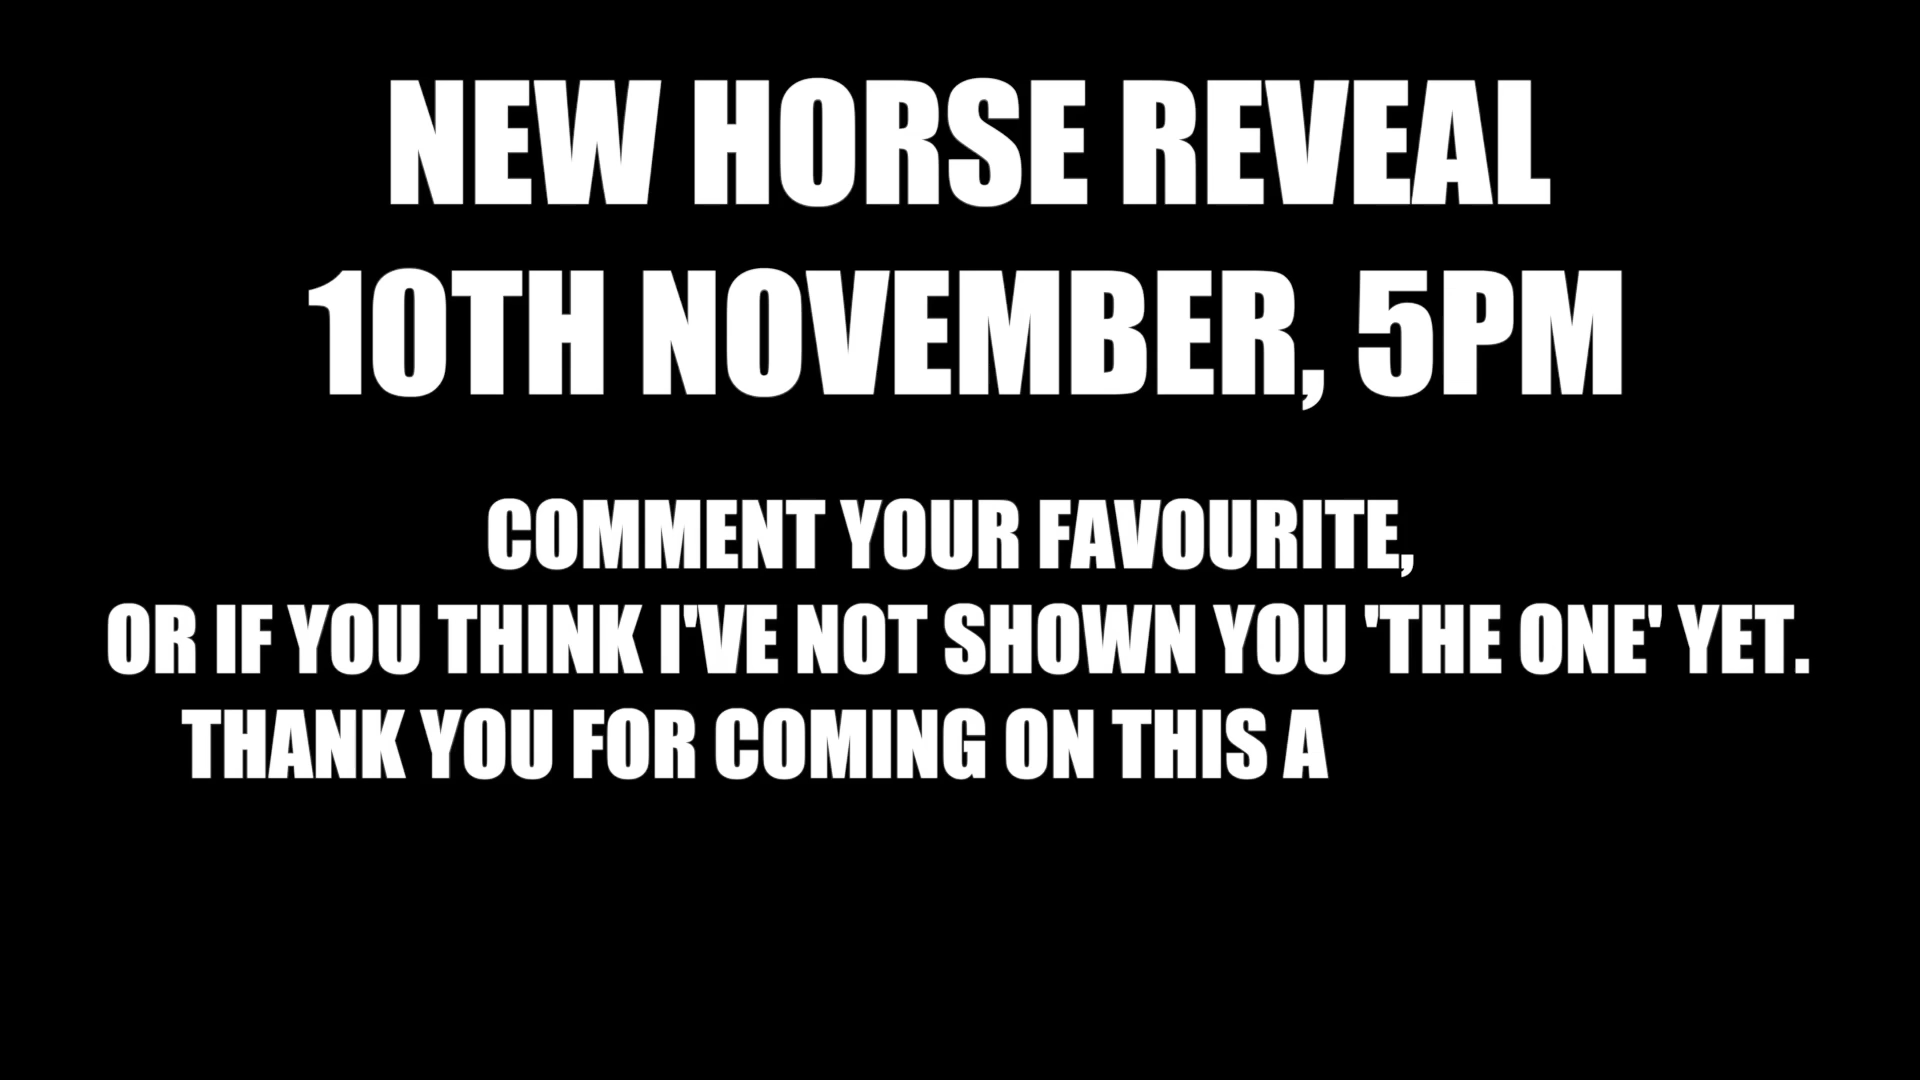 NEW HORSE REVEAL
10TH NOVEMBER, 5PM
COMMENT YOUR FAVOURITE,
OR IF YOU THINK I'VE NOT SHOWN YOU 'THE ONE' YET.
THANK YOU FOR COMING ON THIS A